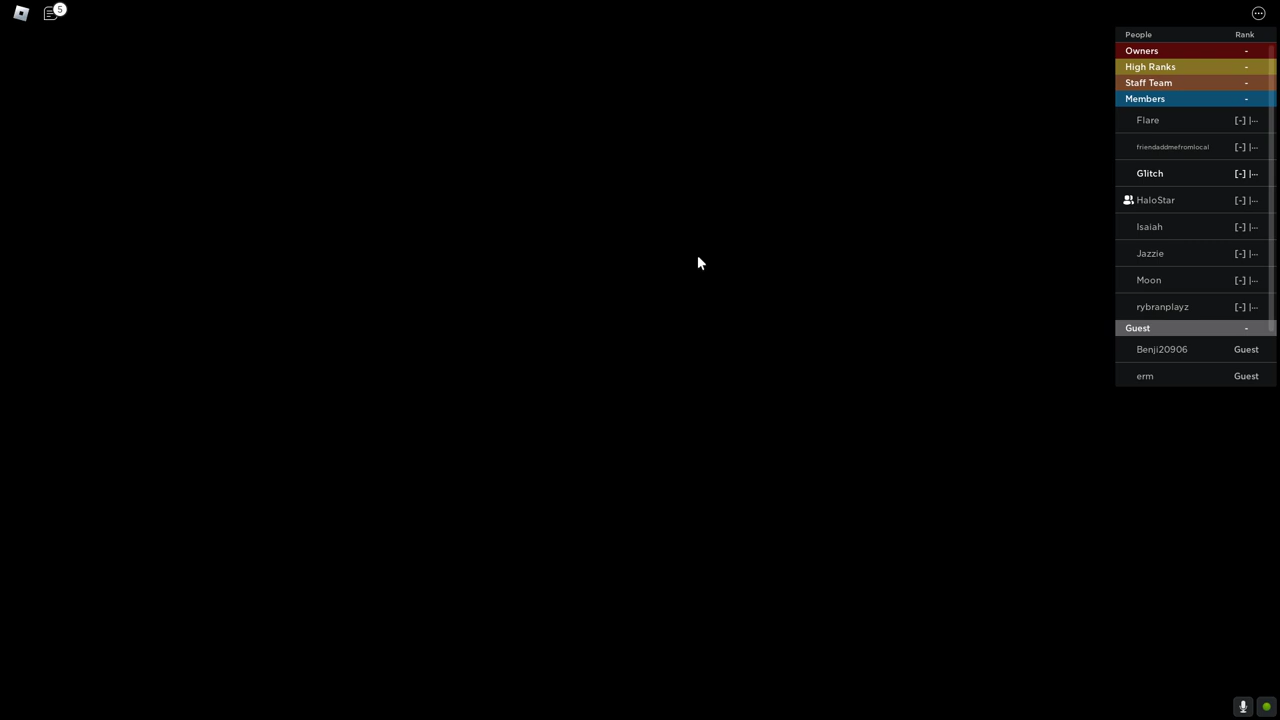 5
People Rank
Owners -
High Ranks -
Staff Team -
Members -
Flare [-] |...
friendaddmefromlocal [-] |...
Glitch [-] |...
HaloStar [-] |...
Isaiah [-] |...
Jazzie [-] |...
Moon [-] |...
rybranplayz [-] |...
Guest -
Benji20906 Guest
erm Guest